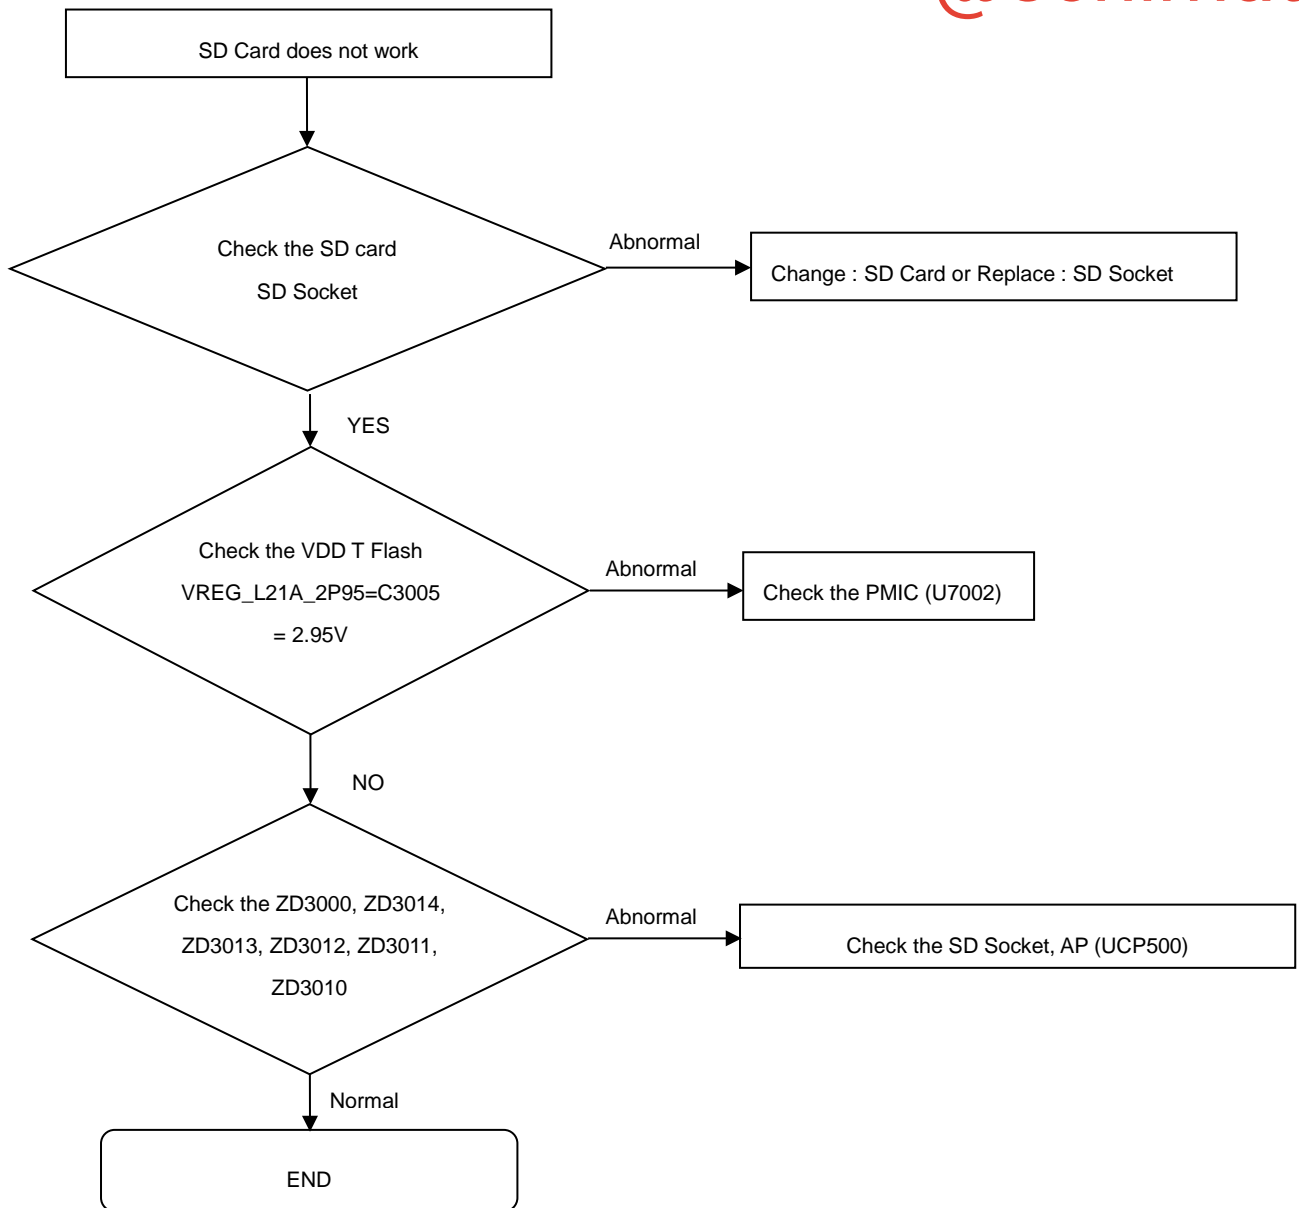 SD Card does not work
Check the SD card
SD Socket
Abnormal
Change : SD Card or Replace : SD Socket
YES
Check the VDD T Flash
VREG_L21A_2P95=C3005
= 2.95V
Abnormal
Check the PMIC (U7002)
NO
Check the ZD3000, ZD3014,
ZD3013, ZD3012, ZD3011,
ZD3010
Abnormal
Check the SD Socket, AP (UCP500)
Normal
END